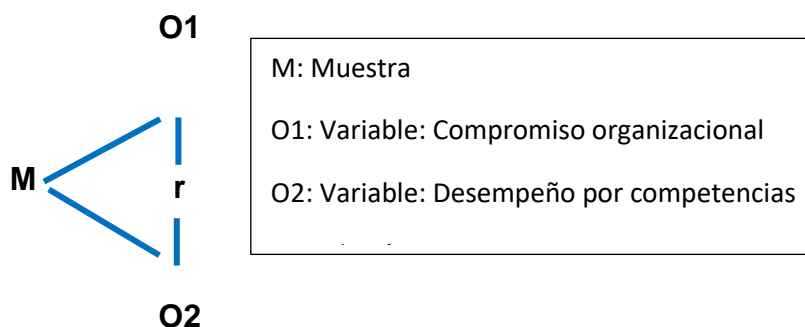 O1
M: Muestra
O1: Variable: Compromiso organizacional
M
r
O2: Variable: Desempeño por competencias
O2